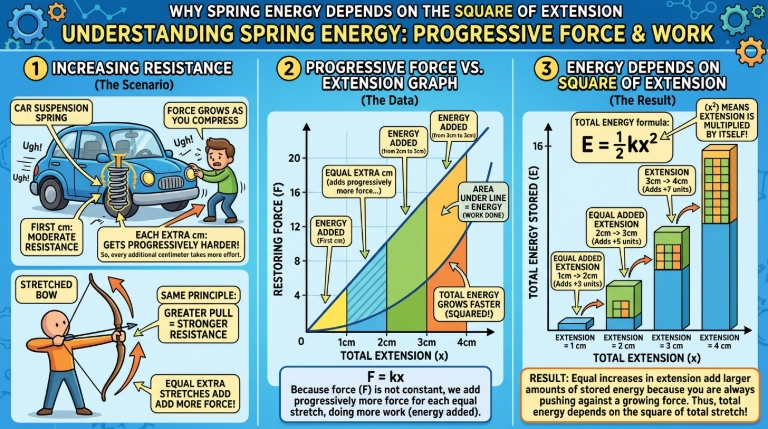 WHY SPRING ENERGY DEPENDS ON THE SQUARE OF EXTENSION
UNDERSTANDING SPRING ENERGY: PROGRESSIVE FORCE & WORK
1 INCREASING RESISTANCE
(The Scenario)
CAR SUSPENSION
SPRING
FORCE GROWS AS
YOU COMPRESS
Ugh!
Ugh!
Ugh!
FIRST cm:
MODERATE
RESISTANCE
EACH EXTRA cm:
GETS PROGRESSIVELY HARDER!
So, every additional centimeter takes more effort.
STRETCHED
BOW
SAME PRINCIPLE:
GREATER PULL
= STRONGER
RESISTANCE
EQUAL EXTRA
STRETCHES ADD
ADD MORE FORCE!
2 PROGRESSIVE FORCE VS.
EXTENSION GRAPH
(The Data)
RESTORING FORCE (F)
20
16
12
8
4
0
1cm
2cm
3cm
4cm
TOTAL EXTENSION (x)
ENERGY
ADDED
(First cm)
EQUAL EXTRA cm
(adds progressively
more force...)
ENERGY
ADDED
(from 2cm to 3cm)
ENERGY
ADDED
(from 3cm to 3cm)
AREA
UNDER LINE
= ENERGY
(WORK DONE)
TOTAL ENERGY
GROWS FASTER
(SQUARED!)
F = kx
Because force (F) is not constant, we add
progressively more force for each equal
stretch, doing more work (energy added).
3 ENERGY DEPENDS ON
SQUARE OF EXTENSION
(The Result)
TOTAL ENERGY formula:
E = ½kx²
(x²) MEANS
EXTENSION IS
MULTIPLIED
BY ITSELF!
TOTAL ENERGY STORED (E)
16
EQUAL ADDED
EXTENSION
1cm -> 2cm
(Adds +3 units)
EQUAL ADDED
EXTENSION
2cm -> 3cm
(Adds +5 units)
EXTENSION
3cm -> 4cm
(Adds +7 units)
EXTENSION
= 1 cm
EXTENSION
= 2 cm
EXTENSION
= 3 cm
EXTENSION
= 4 cm
TOTAL EXTENSION (x)
RESULT: Equal increases in extension add larger
amounts of stored energy because you are always
pushing against a growing force. Thus, total
energy depends on the square of total stretch!